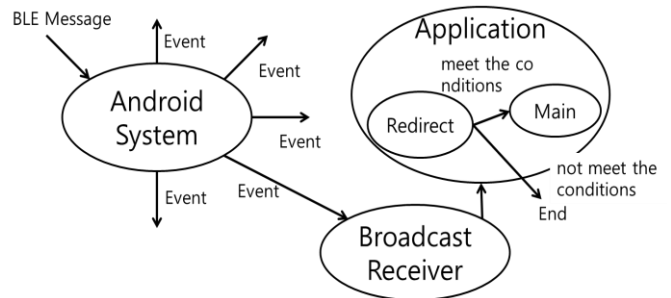 BLE Message
Event
Event
Event
Event
Event
Android
System
Application
meet the co
nditions
Redirect
Main
not meet the
conditions
End
Broadcast
Receiver